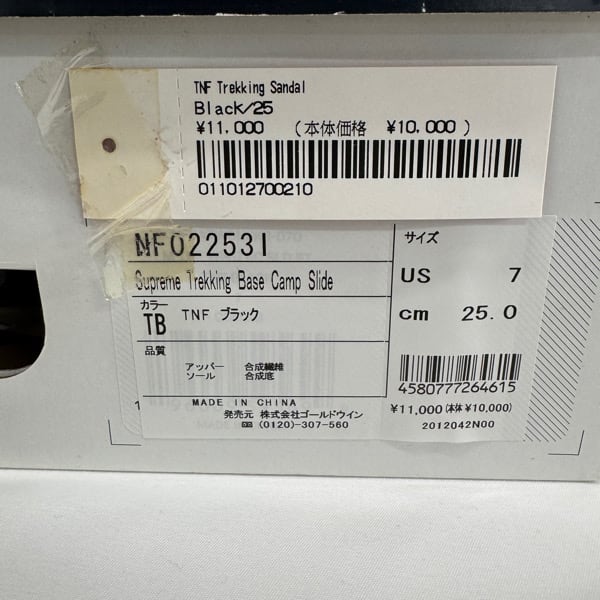 TNF Trekking Sandal
Black/25
¥11,000 (本体価格 ¥10,000)
011012700210
NF02253I
Supreme Trekking Base Camp Slide
カラー
TB TNF ブラック
品質
アッパー 合成繊維
ソール 合成底
MADE IN CHINA
発売元 株式会社ゴールドウイン
(0120)-307-560
サイズ
US 7
cm 25.0
4580777264615
¥11,000(本体¥10,000)
2012042N00